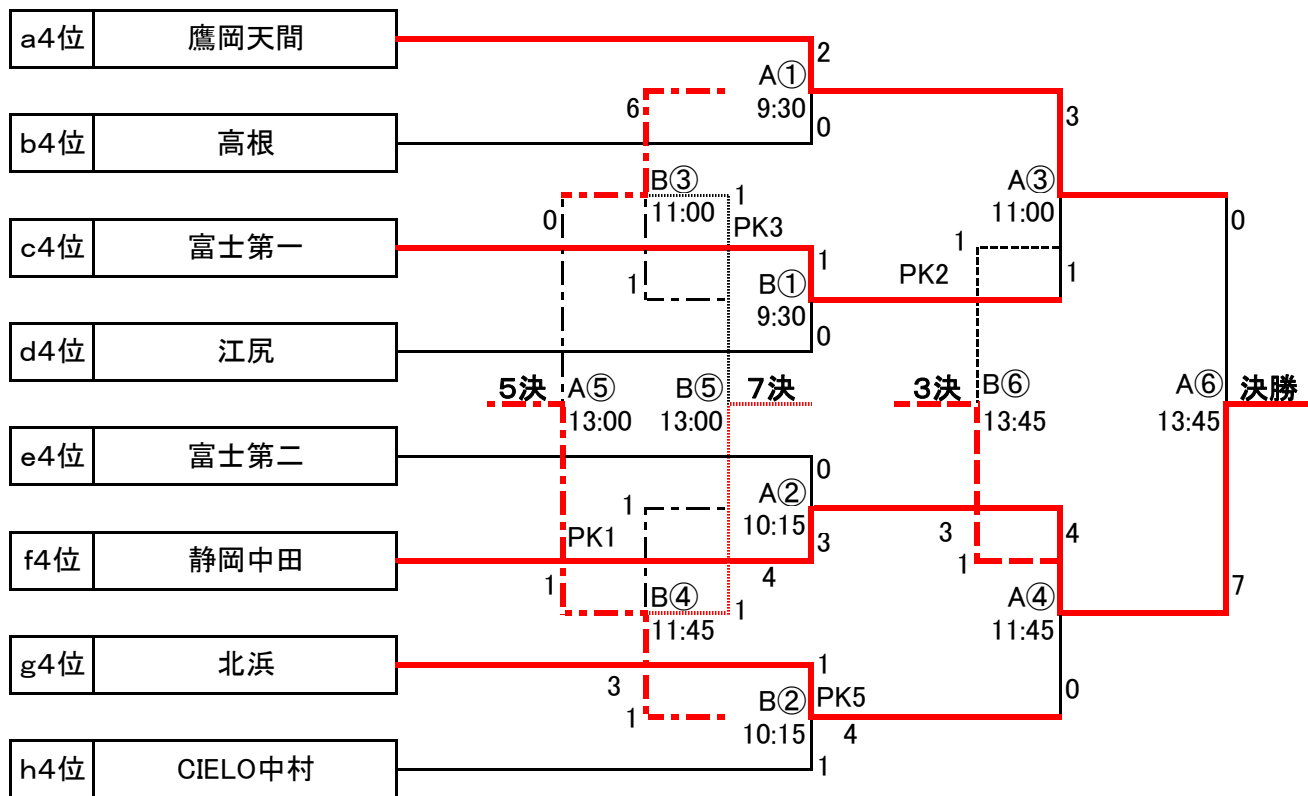 a4位 鷹岡天間
2
A①
6
9:30
3
0
b4位 高根
B③
1
A③
0
11:00
11:00
0
PK3
c4位 富士第一
1
1
PK2
1
1
B①
9:30
0
d4位 江尻
5決
A⑤
B⑤
7決
3決
B⑥
A⑥
決勝
13:00
13:00
13:45
13:45
e4位 富士第二
0
A②
1
10:15
PK1
3
3
4
f4位 静岡中田
4
1
1
B④
1
A④
7
11:45
11:45
g4位 北浜
1
3
0
B②
PK5
1
10:15
4
h4位 CIELO中村
1